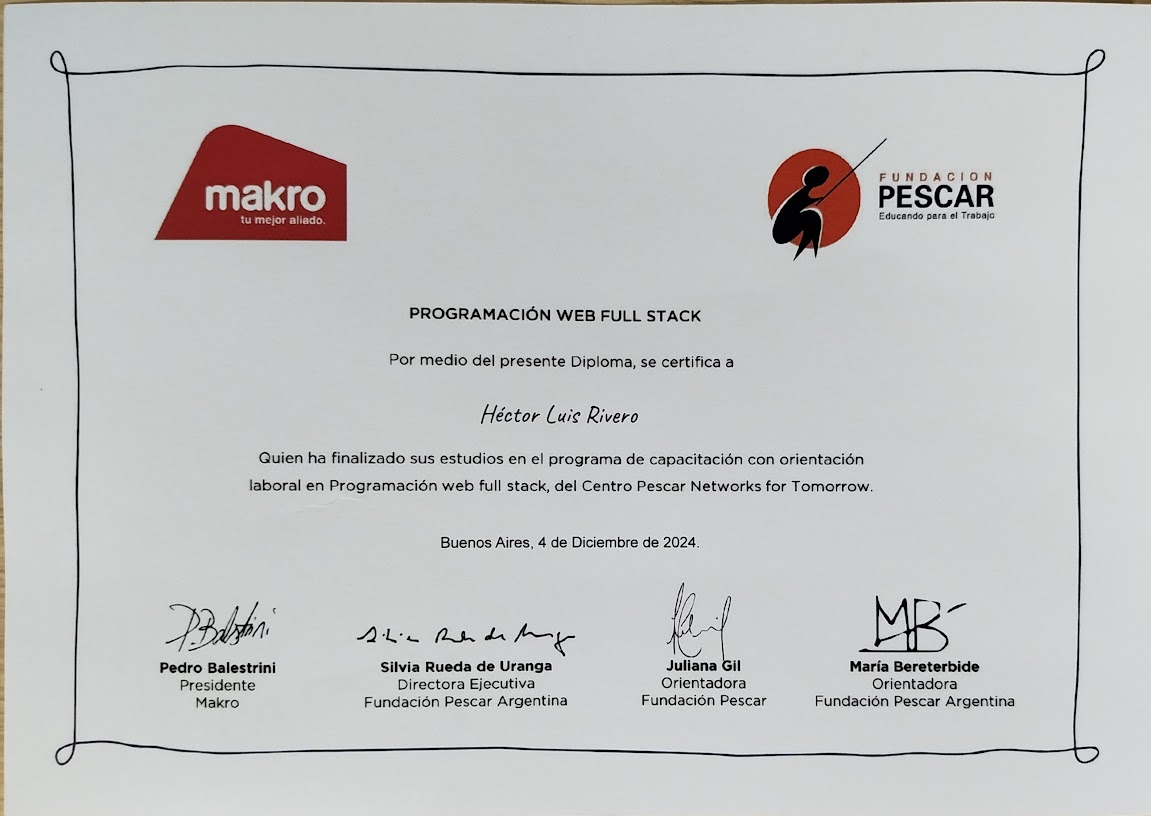 makro
tu mejor aliado.
FUNDACION
PESCAR
Educando para el Trabajo
PROGRAMACIÓN WEB FULL STACK
Por medio del presente Diploma, se certifica a
Héctor Luis Rivero
Quien ha finalizado sus estudios en el programa de capacitación con orientación
laboral en Programación web full stack, del Centro Pescar Networks for Tomorrow.
Buenos Aires, 4 de Diciembre de 2024.
P. Balestrini
Silvia Rueda de Uranga
MB
Pedro Balestrini
Presidente
Makro
Silvia Rueda de Uranga
Directora Ejecutiva
Fundación Pescar Argentina
Juliana Gil
Orientadora
Fundación Pescar
María Bereterbide
Orientadora
Fundación Pescar Argentina